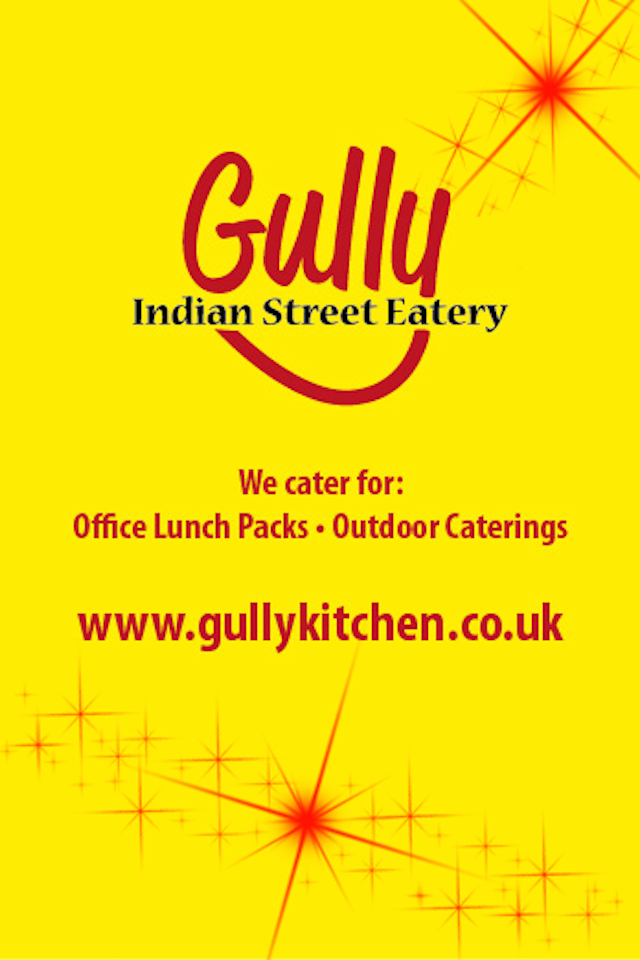 Gully
Indian Street Eatery
We cater for:
Office Lunch Packs • Outdoor Caterings
www.gullykitchen.co.uk